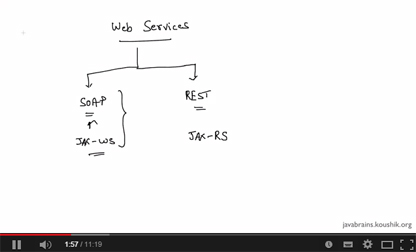 Web Services
SOAP
REST
JAX-WS
JAX-RS
javabrains.koushik.org
1:57 / 11:19